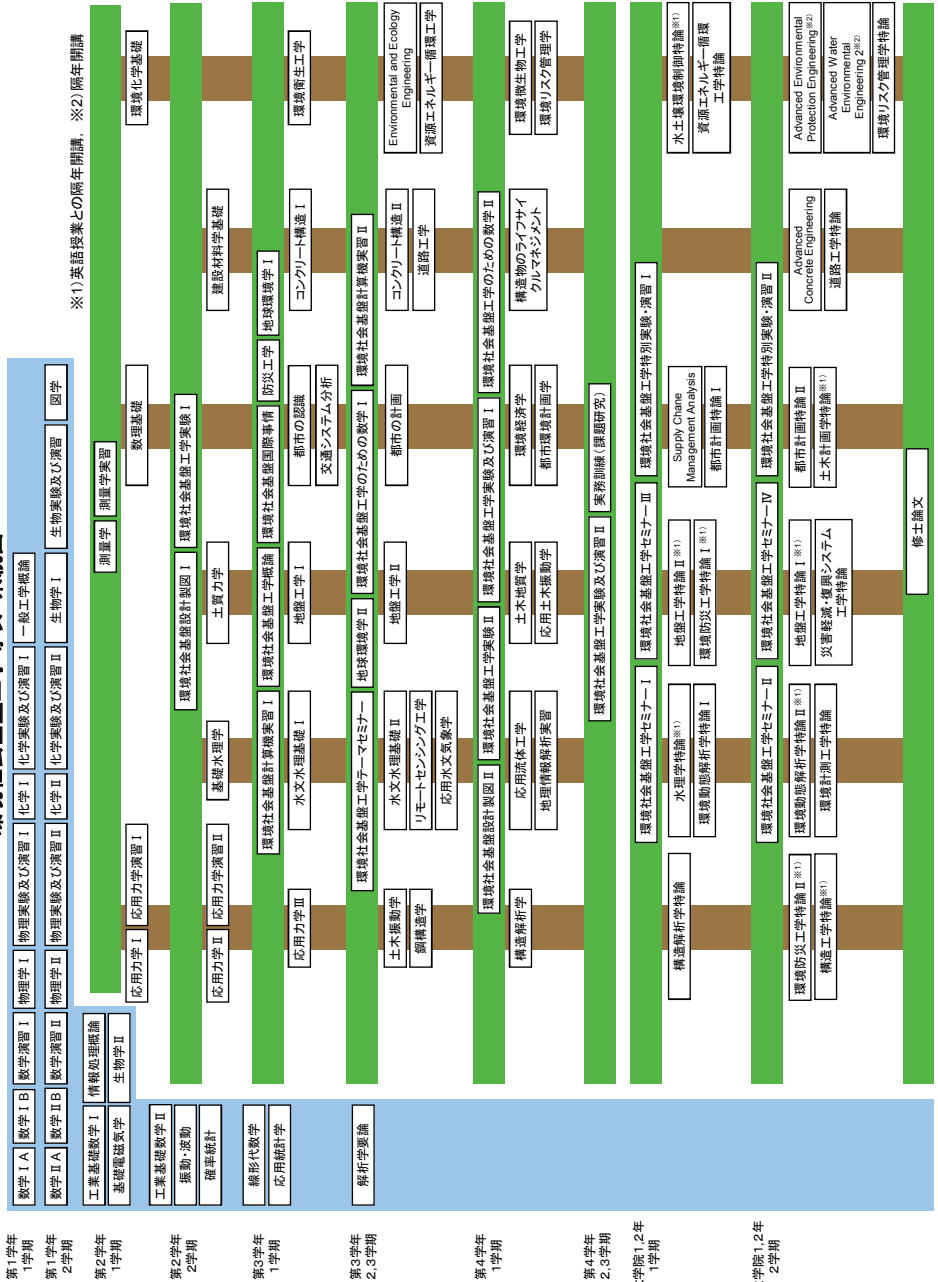 第1学年
1学期
数学ⅠA
数学ⅠB
数学演習Ⅰ
物理学Ⅰ
物理実験及び演習Ⅰ
化学Ⅰ
化学実験及び演習Ⅰ
一般工学概論
第1学年
2学期
数学ⅡA
数学ⅡB
数学演習Ⅱ
物理学Ⅱ
物理実験及び演習Ⅱ
化学Ⅱ
化学実験及び演習Ⅱ
生物学Ⅰ
生物実験及び演習
図学
※1)英語授業との隔年開講,　※2)隔年開講
第2学年
1学期
工業基礎数学Ⅰ
情報処理概論
基礎電磁気学
生物学Ⅱ
測量学
測量学実習
応用力学Ⅰ
応用力学演習Ⅰ
数理基礎
環境化学基礎
第2学年
2学期
工業基礎数学Ⅱ
振動・波動
確率統計
環境社会基盤設計製図Ⅰ
環境社会基盤工学実験Ⅰ
応用力学Ⅱ
応用力学演習Ⅱ
基礎水理学
土質力学
建設材料学基礎
第3学年
1学期
線形代数学
応用統計学
環境社会基盤計算機実習Ⅰ
環境社会基盤工学概論
環境社会基盤国際事情
防災工学
地球環境学Ⅰ
応用力学Ⅲ
水文水理基礎Ⅰ
地盤工学Ⅰ
都市の認識
交通システム分析
コンクリート構造Ⅰ
環境衛生工学
第3学年
2,3学期
解析学要論
環境社会基盤工学テーマセミナー
地球環境学Ⅱ
環境社会基盤工学のための数学Ⅰ
環境社会基盤計算機実習Ⅱ
土木振動学
鋼構造学
水文水理基礎Ⅱ
リモートセンシング工学
応用水文気象学
地盤工学Ⅱ
都市の計画
コンクリート構造Ⅱ
道路工学
Environmental and Ecology
Engineering
資源エネルギー循環工学
第4学年
1学期
環境社会基盤設計製図Ⅱ
環境社会基盤工学実験Ⅱ
環境社会基盤工学実験及び演習Ⅰ
環境社会基盤工学のための数学Ⅱ
構造解析学
応用流体工学
地理情報解析実習
土木地質学
応用土木振動学
環境経済学
都市環境計画学
構造物のライフサイ
クルマネジメント
環境微生物工学
環境リスク管理学
第4学年
2,3学期
環境社会基盤工学実験及び演習Ⅱ
実務訓練(課題研究)
学院1,2年
1学期
環境社会基盤工学セミナーⅠ
環境社会基盤工学セミナーⅢ
環境社会基盤工学特別実験・演習Ⅰ
構造解析学特論
水理学特論※1)
環境動態解析学特論Ⅰ
地盤工学特論Ⅱ※1)
環境防災工学特論Ⅰ※1)
Supply Chane
Management Analysis
都市計画特論Ⅰ
水土壌環境制御特論※1)
資源エネルギー循環
工学特論
学院1,2年
2学期
環境社会基盤工学セミナーⅡ
環境社会基盤工学セミナーⅣ
環境社会基盤工学特別実験・演習Ⅱ
環境防災工学特論Ⅱ※1)
構造工学特論※1)
環境動態解析学特論Ⅱ※1)
環境計測工学特論
地盤工学特論Ⅰ※1)
災害軽減・復興システム
工学特論
都市計画特論Ⅱ
土木計画学特論※1)
Advanced
Concrete Engineering
道路工学特論
Advanced Environmental
Protection Engineering※2)
Advanced Water
Environmental
Engineering 2※2)
環境リスク管理学特論
修士論文